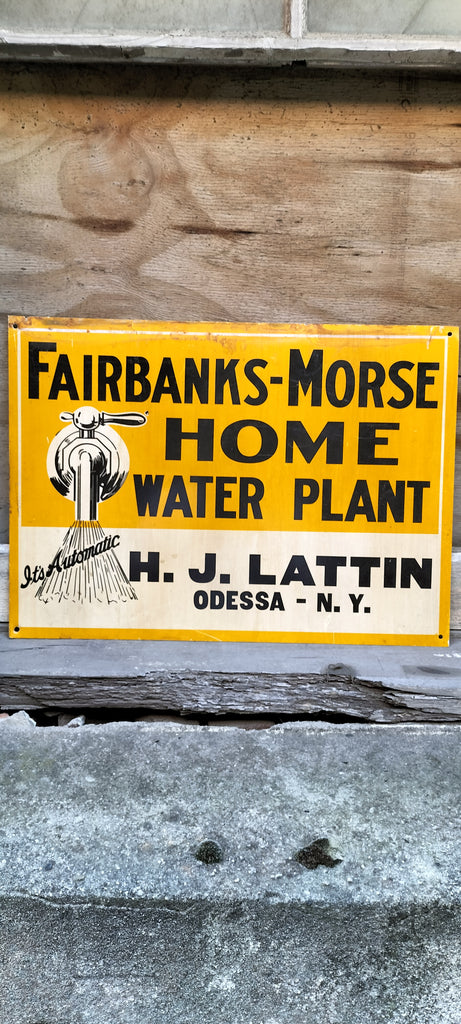 FAIRBANKS-MORSE
HOME
WATER PLANT
It's Automatic
H. J. LATTIN
ODESSA - N. Y.